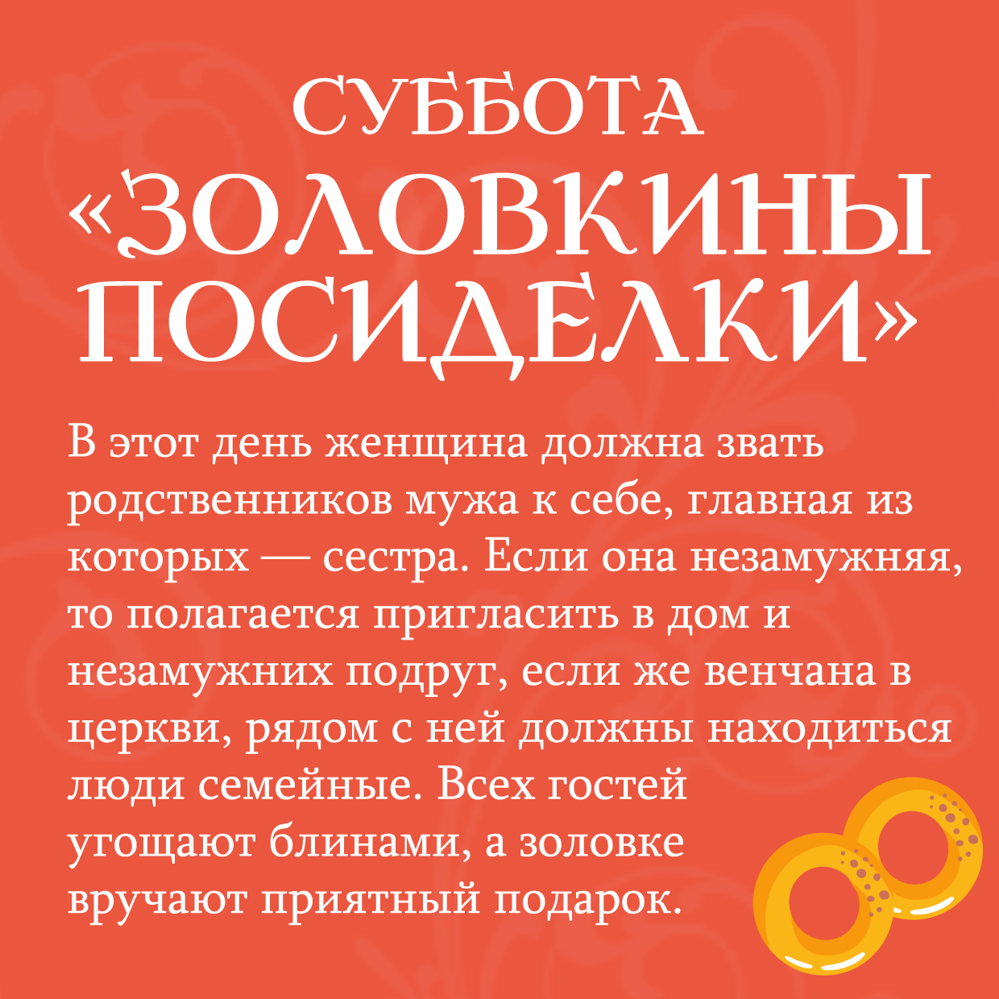 СУББОТА
«ЗОЛОВКИНЫ
ПОСИДЕЛКИ»
В этот день женщина должна звать
родственников мужа к себе, главная из
которых — сестра. Если она незамужняя,
то полагается пригласить в дом и
незамужних подруг, если же венчана в
церкви, рядом с ней должны находиться
люди семейные. Всех гостей
угощают блинами, а золовке
вручают приятный подарок.